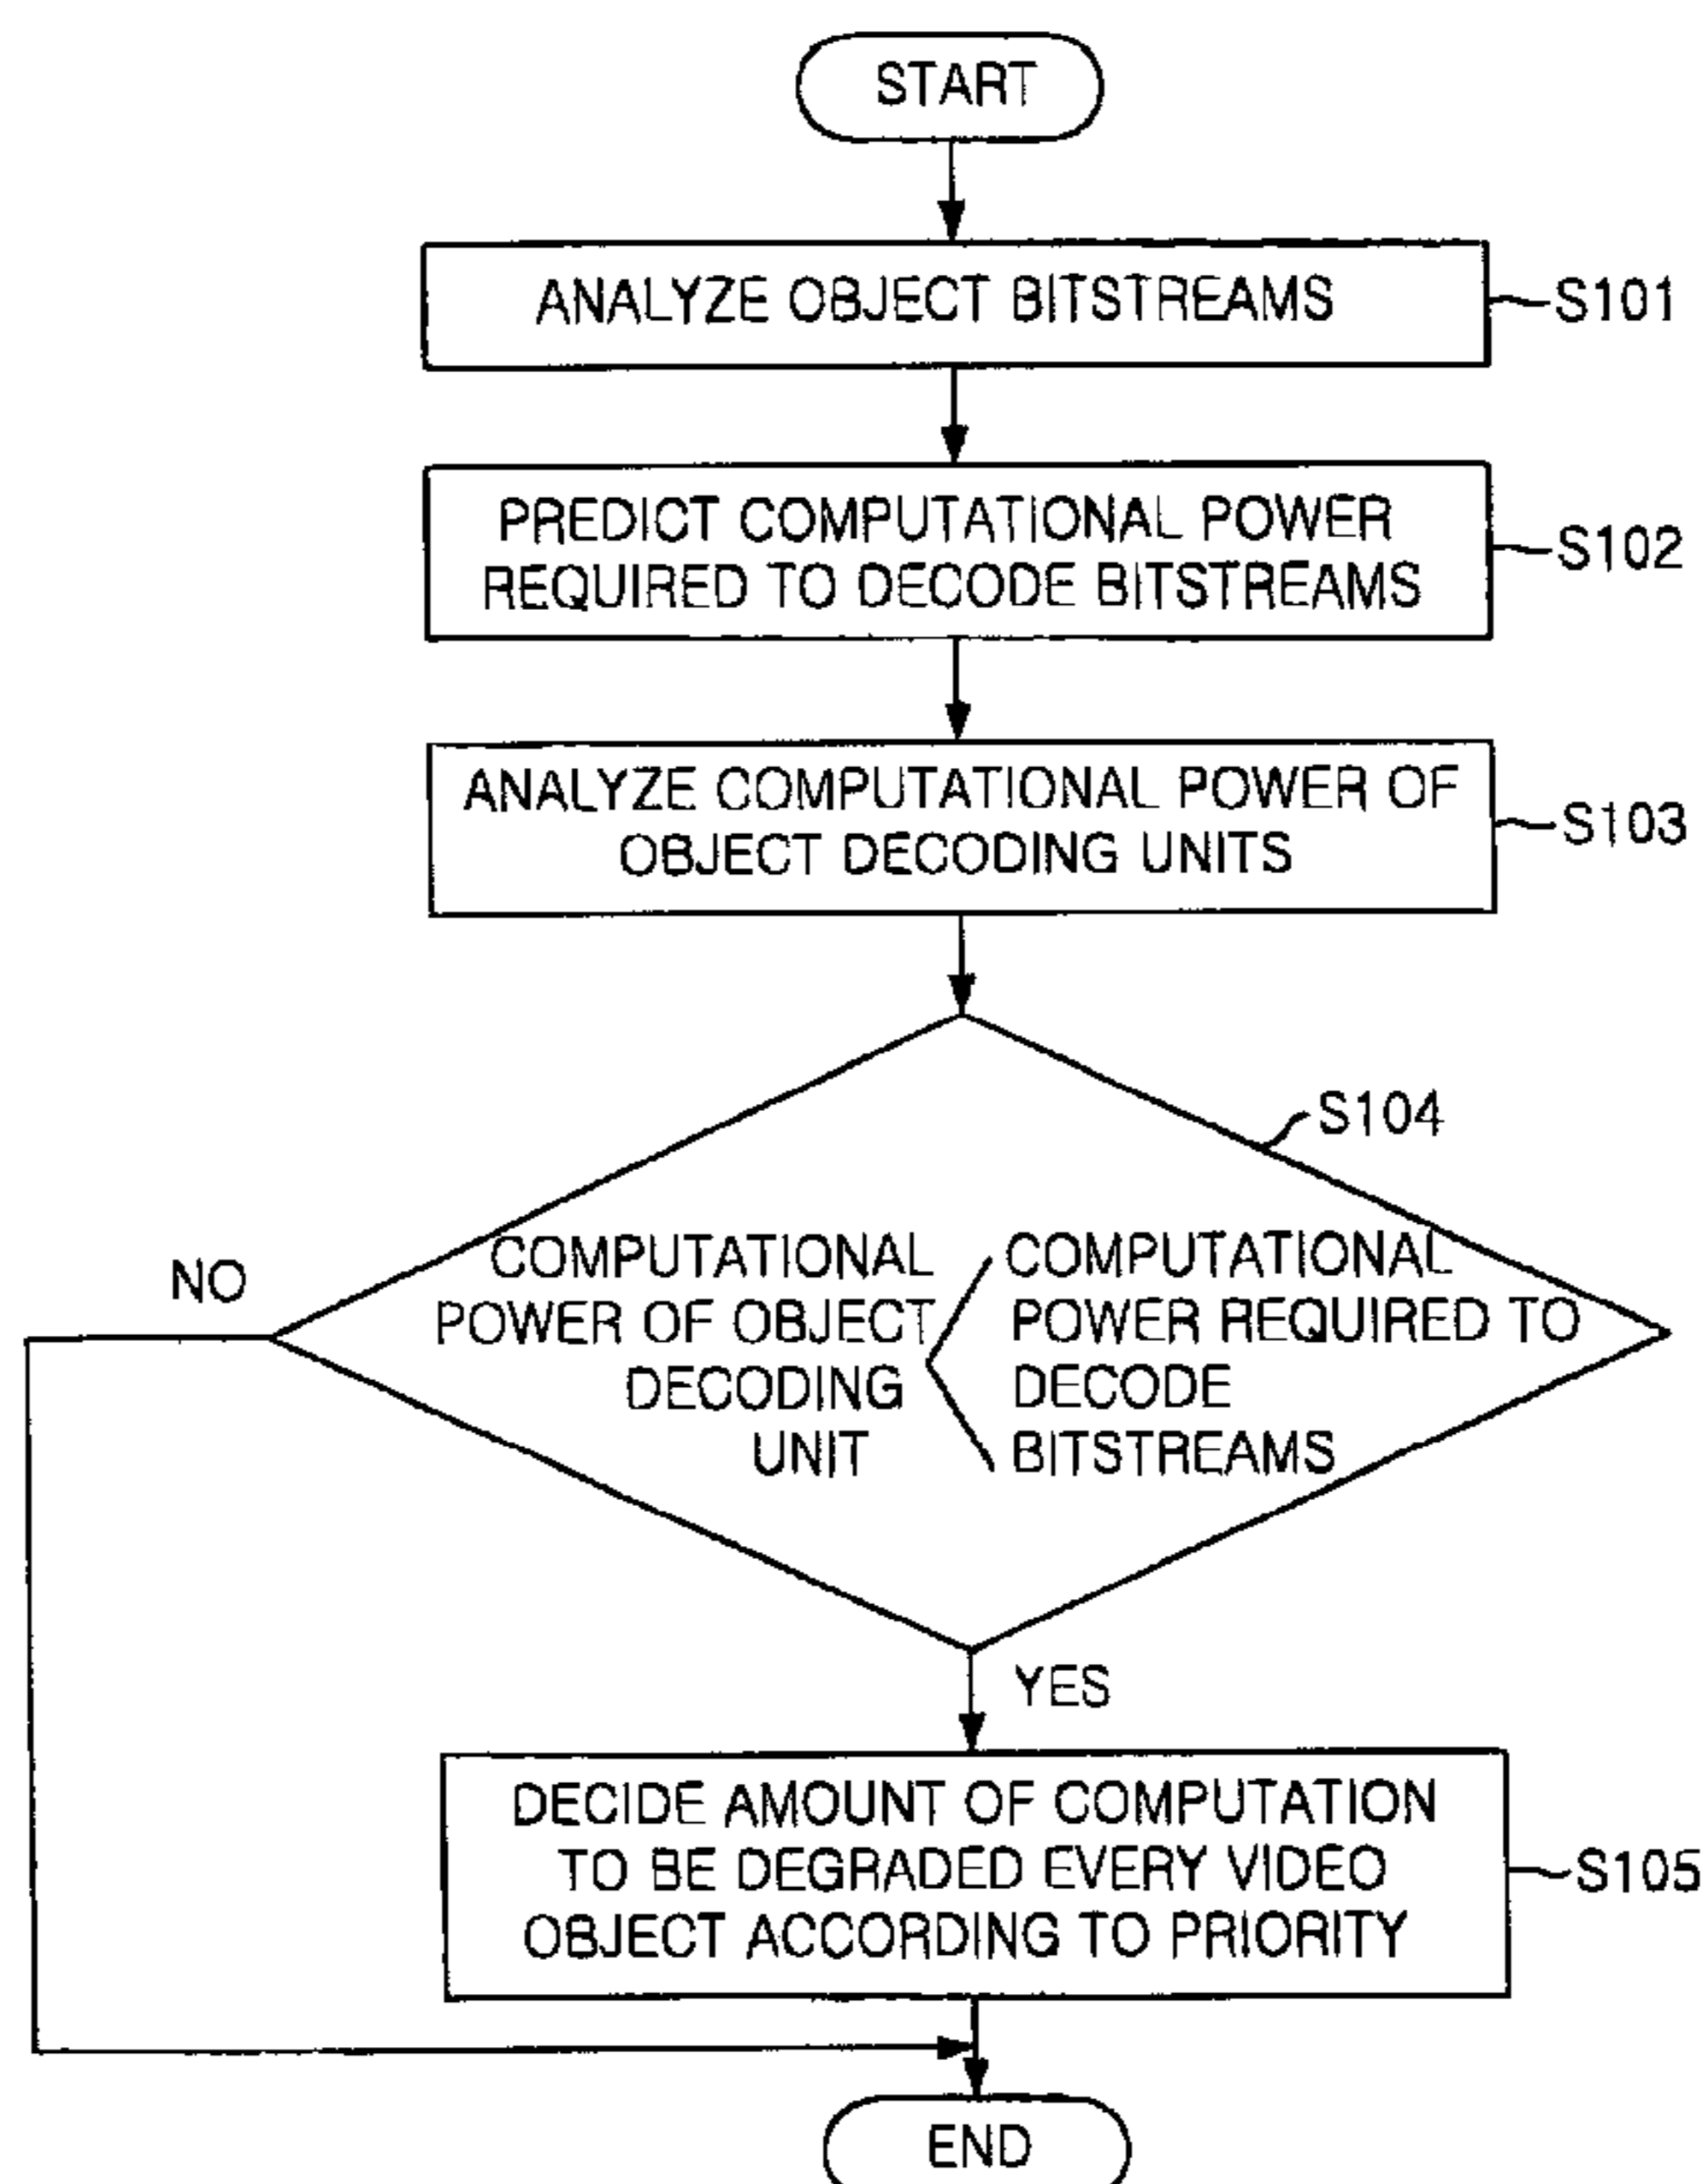 START
ANALYZE OBJECT BITSTREAMS
S101
PREDICT COMPUTATIONAL POWER
REQUIRED TO DECODE BITSTREAMS
S102
ANALYZE COMPUTATIONAL POWER OF
OBJECT DECODING UNITS
S103
S104
NO
COMPUTATIONAL
POWER OF OBJECT
DECODING
UNIT
<
COMPUTATIONAL
POWER REQUIRED TO
DECODE
BITSTREAMS
YES
DECIDE AMOUNT OF COMPUTATION
TO BE DEGRADED EVERY VIDEO
OBJECT ACCORDING TO PRIORITY
S105
END